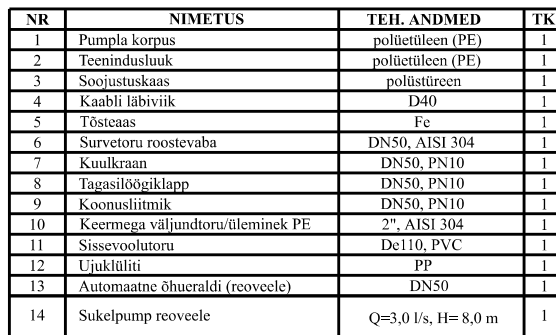 NR NIMETUS TEH. ANDMED TK
1 Pumpla korpus polüetüleen (PE) 1
2 Teenindusluuk polüetüleen (PE) 1
3 Soojustuskaas polüstüreen 1
4 Kaabli läbiviik D40 1
5 Tõsteaas Fe 1
6 Survetoru roostevaba DN50, AISI 304 1
7 Kuulkraan DN50, PN10 1
8 Tagasilöögiklapp DN50, PN10 1
9 Koonusliitmik DN50, PN10 1
10 Keermega väljundtoru/üleminek PE 2", AISI 304 1
11 Sissevoolutoru De110, PVC 1
12 Ujuklüliti PP 1
13 Automaatne õhueraldi (reoveele) DN50 1
14 Sukelpump reoveele Q=3,0 l/s, H= 8,0 m 1